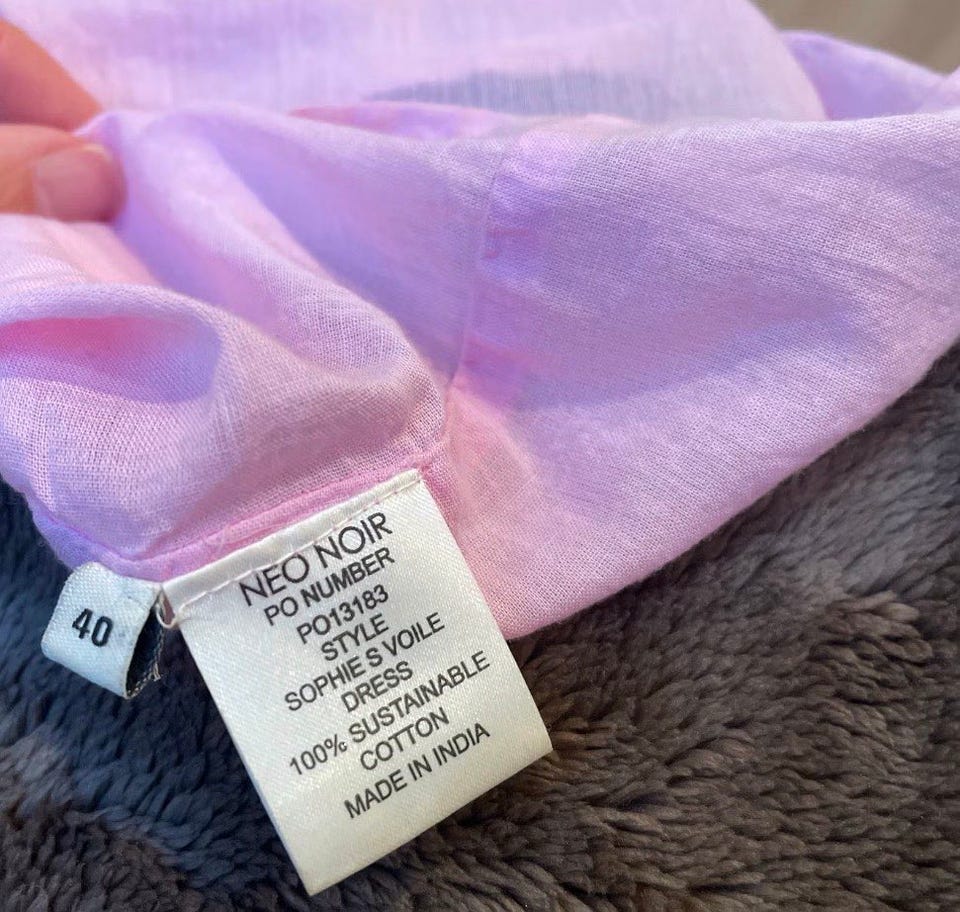 NEO NOIR
PO NUMBER
PO13183
STYLE
SOPHIE S VOILE
DRESS
100% SUSTAINABLE
COTTON
MADE IN INDIA
40